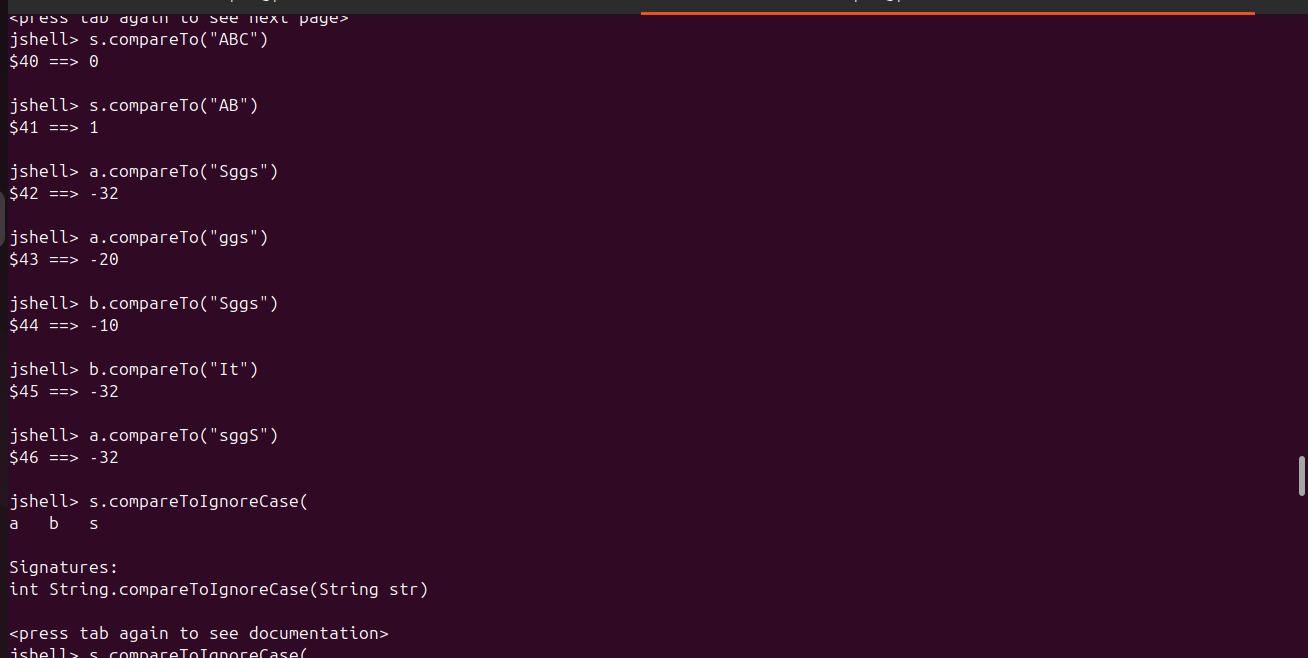 <press tab again to see next page>
jshell> s.compareTo("ABC")
$40 ==> 0
jshell> s.compareTo("AB")
$41 ==> 1
jshell> a.compareTo("Sggs")
$42 ==> -32
jshell> a.compareTo("ggs")
$43 ==> -20
jshell> b.compareTo("Sggs")
$44 ==> -10
jshell> b.compareTo("It")
$45 ==> -32
jshell> a.compareTo("sggS")
$46 ==> -32
jshell> s.compareToIgnoreCase(
a   b   s
Signatures:
int String.compareToIgnoreCase(String str)
<press tab again to see documentation>
jshell> s.compareToIgnoreCase(